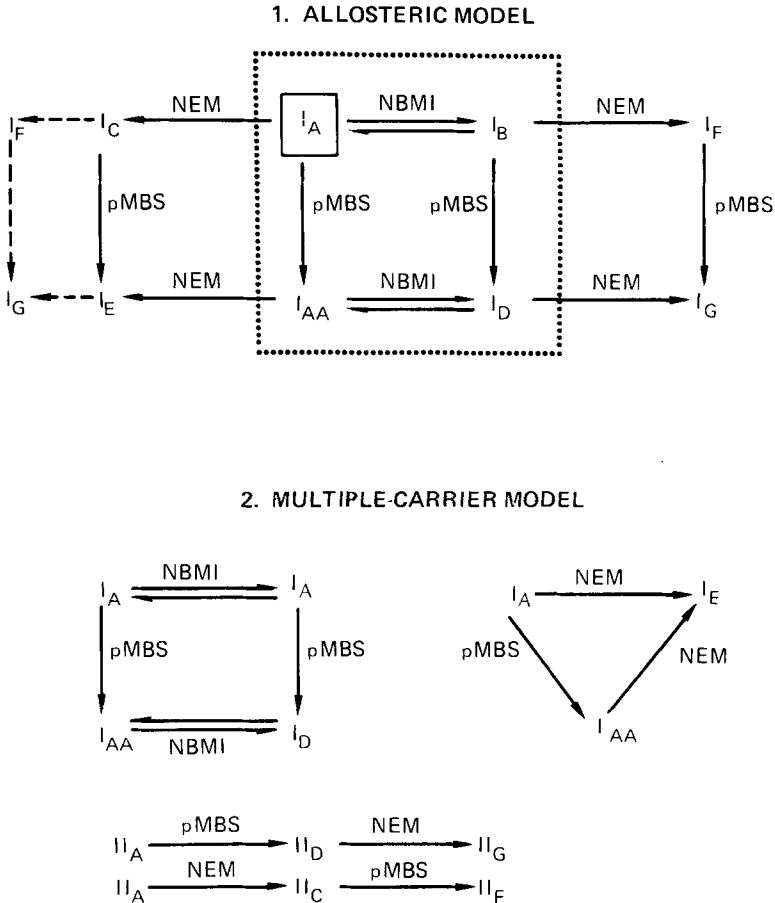 1. ALLOSTERIC MODEL
NEM NBMI NEM
I_F I_C I_A I_B I_F
pMBS pMBS pMBS pMBS
NEM NBMI NEM
I_G I_E I_AA I_D I_G
2. MULTIPLE-CARRIER MODEL
NBMI NEM
I_A I_A I_A I_E
pMBS pMBS pMBS NEM
I_AA NBMI I_D I_AA
pMBS NEM
II_A II_D II_G
NEM pMBS
II_A II_C II_F